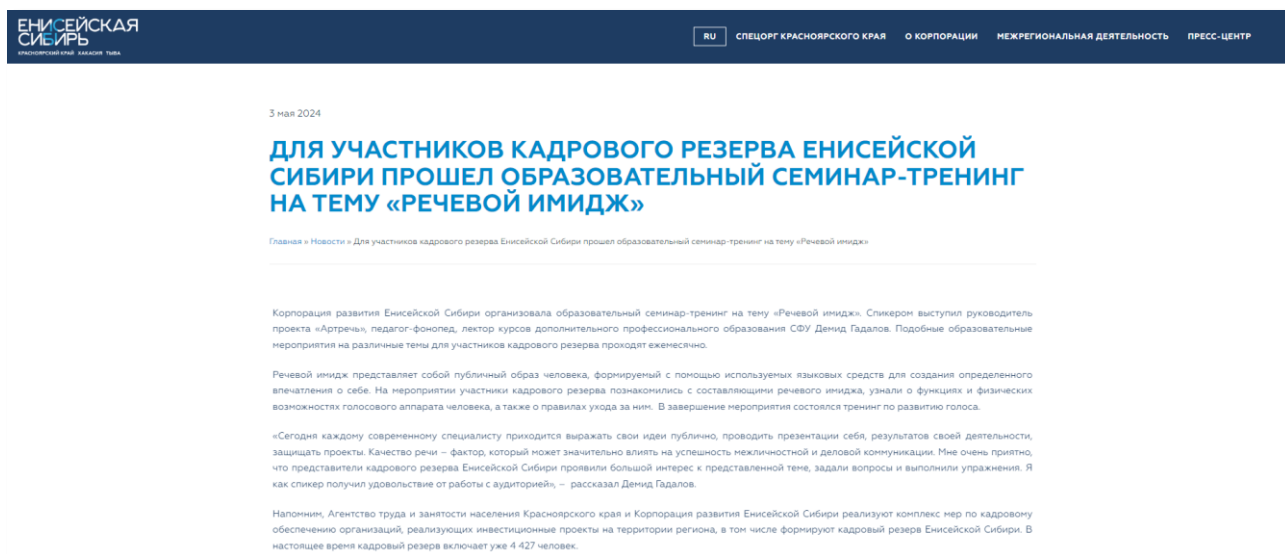 ЕНИСЕЙСКАЯ
СИБИРЬ
КРАСНОЯРСКИЙ КРАЙ ХАКАСИЯ ТЫВА
RU СПЕЦОРГ КРАСНОЯРСКОГО КРАЯ О КОРПОРАЦИИ МЕЖРЕГИОНАЛЬНАЯ ДЕЯТЕЛЬНОСТЬ ПРЕСС-ЦЕНТР
3 мая 2024
ДЛЯ УЧАСТНИКОВ КАДРОВОГО РЕЗЕРВА ЕНИСЕЙСКОЙ
СИБИРИ ПРОШЕЛ ОБРАЗОВАТЕЛЬНЫЙ СЕМИНАР-ТРЕНИНГ
НА ТЕМУ «РЕЧЕВОЙ ИМИДЖ»
Главная » Новости » Для участников кадрового резерва Енисейской Сибири прошел образовательный семинар-тренинг на тему «Речевой имидж»
Корпорация развития Енисейской Сибири организовала образовательный семинар-тренинг на тему «Речевой имидж». Спикером выступил руководитель
проекта «Артречь», педагог-фонопед, лектор курсов дополнительного профессионального образования СФУ Демид Гадалов. Подобные образовательные
мероприятия на различные темы для участников кадрового резерва проходят ежемесячно.
Речевой имидж представляет собой публичный образ человека, формируемый с помощью используемых языковых средств для создания определенного
впечатления о себе. На мероприятии участники кадрового резерва познакомились с составляющими речевого имиджа, узнали о функциях и физических
возможностях голосового аппарата человека, а также о правилах ухода за ним. В завершение мероприятия состоялся тренинг по развитию голоса.
«Сегодня каждому современному специалисту приходится выражать свои идеи публично, проводить презентации себя, результатов своей деятельности,
защищать проекты. Качество речи – фактор, который может значительно влиять на успешность межличностной и деловой коммуникации. Мне очень приятно,
что представители кадрового резерва Енисейской Сибири проявили большой интерес к представленной теме, задали вопросы и выполнили упражнения. Я
как спикер получил удовольствие от работы с аудиторией», – рассказал Демид Гадалов.
Напомним, Агентство труда и занятости населения Красноярского края и Корпорация развития Енисейской Сибири реализуют комплекс мер по кадровому
обеспечению организаций, реализующих инвестиционные проекты на территории региона, в том числе формируют кадровый резерв Енисейской Сибири. В
настоящее время кадровый резерв включает уже 4 427 человек.